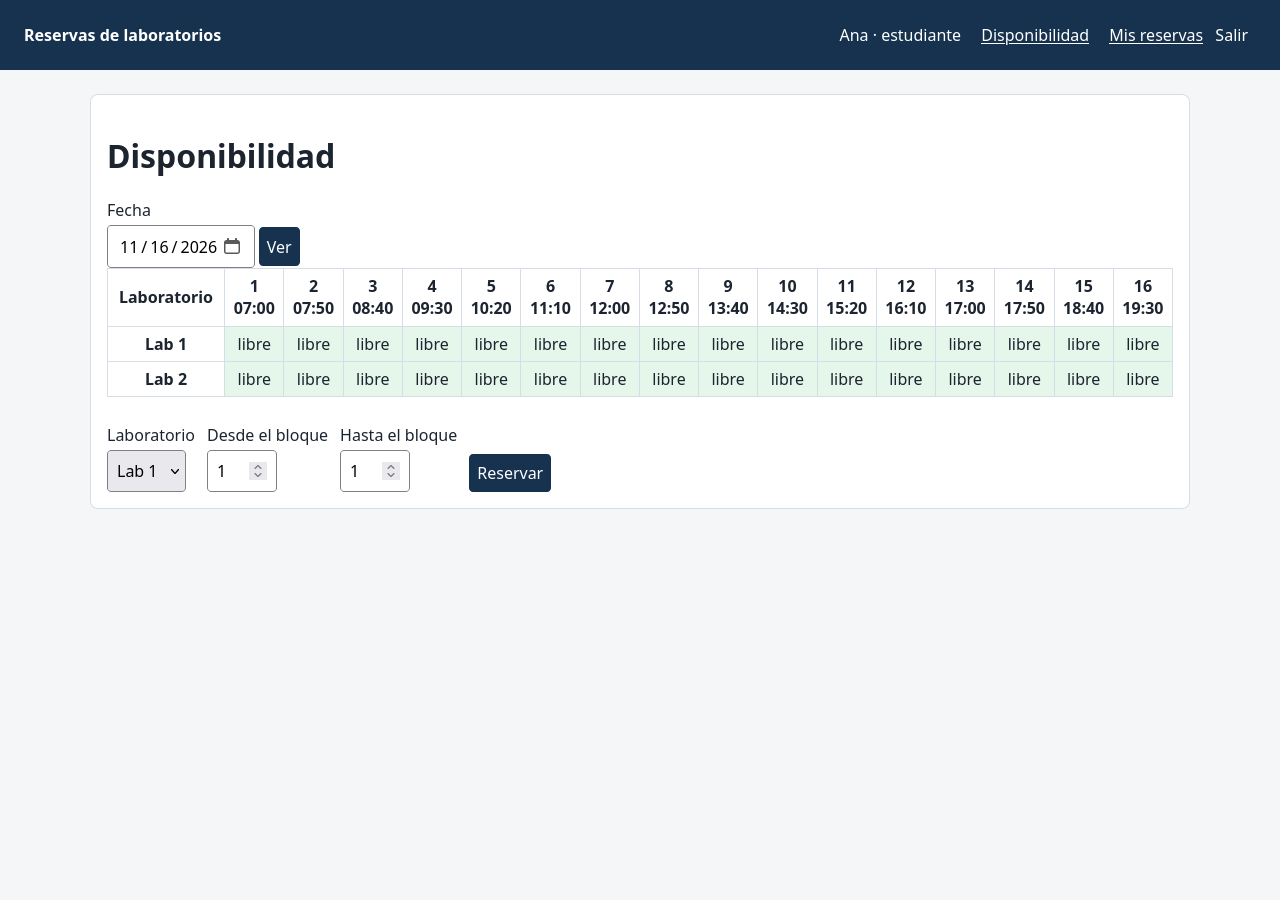 Reservas de laboratorios
Ana · estudiante Disponibilidad Mis reservas Salir
Disponibilidad
Fecha
11/16/2026 Ver
Laboratorio 1 2 3 4 5 6 7 8 9 10 11 12 13 14 15 16
07:00 07:50 08:40 09:30 10:20 11:10 12:00 12:50 13:40 14:30 15:20 16:10 17:00 17:50 18:40 19:30
Lab 1 libre libre libre libre libre libre libre libre libre libre libre libre libre libre libre libre
Lab 2 libre libre libre libre libre libre libre libre libre libre libre libre libre libre libre libre
Laboratorio Desde el bloque Hasta el bloque
Lab 1 1 1 Reservar